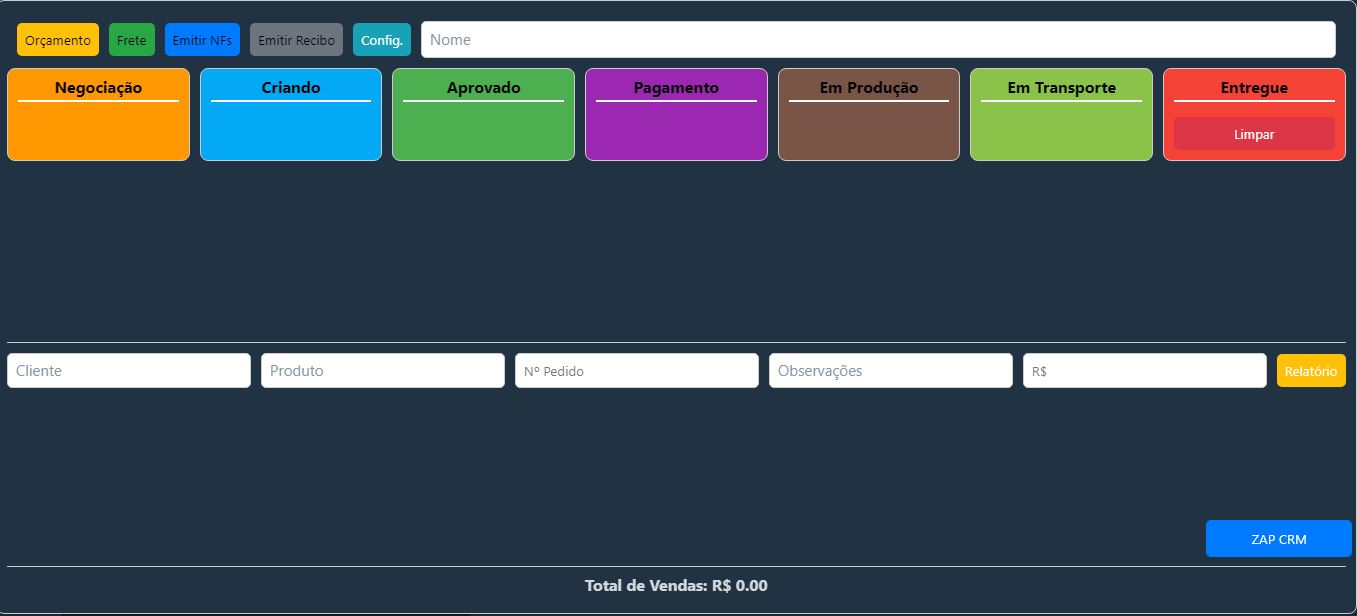 Orçamento Frete Emitir NFs Emitir Recibo Config. Nome
Negociação Criando Aprovado Pagamento Em Produção Em Transporte Entregue
Limpar
Cliente Produto Nº Pedido Observações R$ Relatório
ZAP CRM
Total de Vendas: R$ 0.00